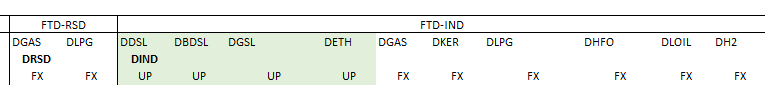 FTD-RSD FTD-IND
DGAS DLPG DDSL DBDSL DGSL DETH DGAS DKER DLPG DHFO DLOIL DH2
DRSD DIND
FX FX UP UP UP UP FX FX FX FX FX FX